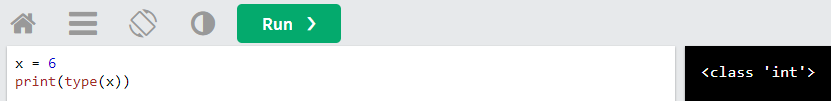 Run ❯
x = 6
print(type(x))
<class 'int'>